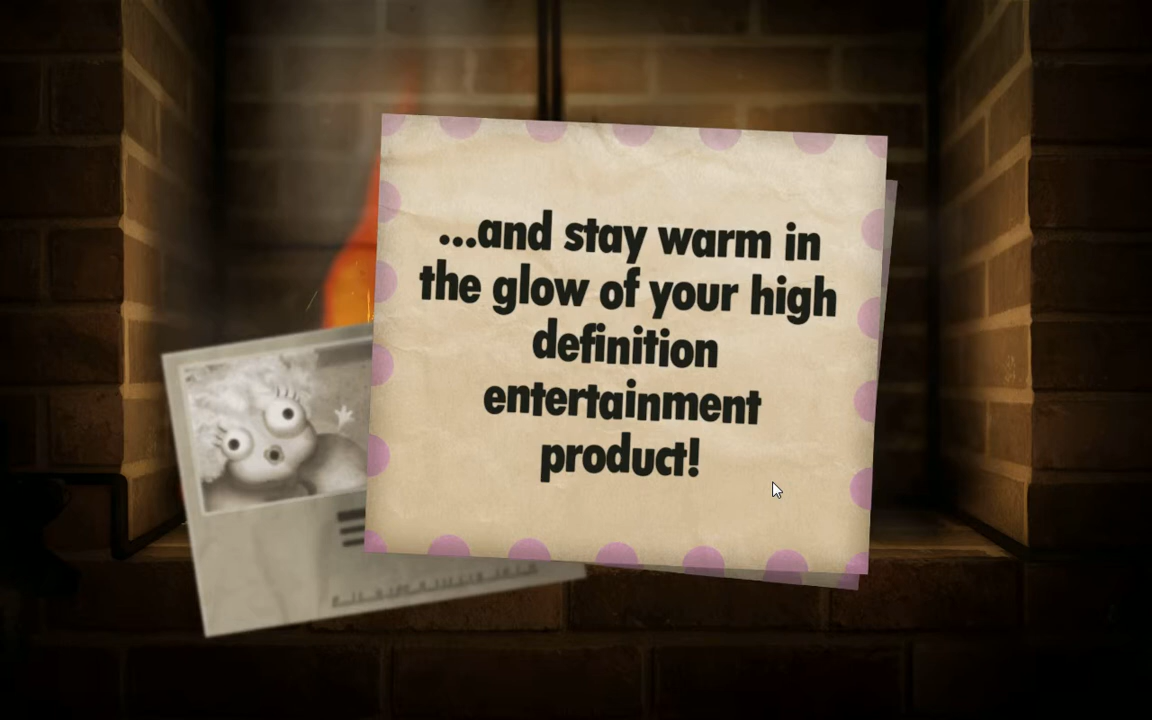 ...and stay warm in
the glow of your high
definition
entertainment
product!